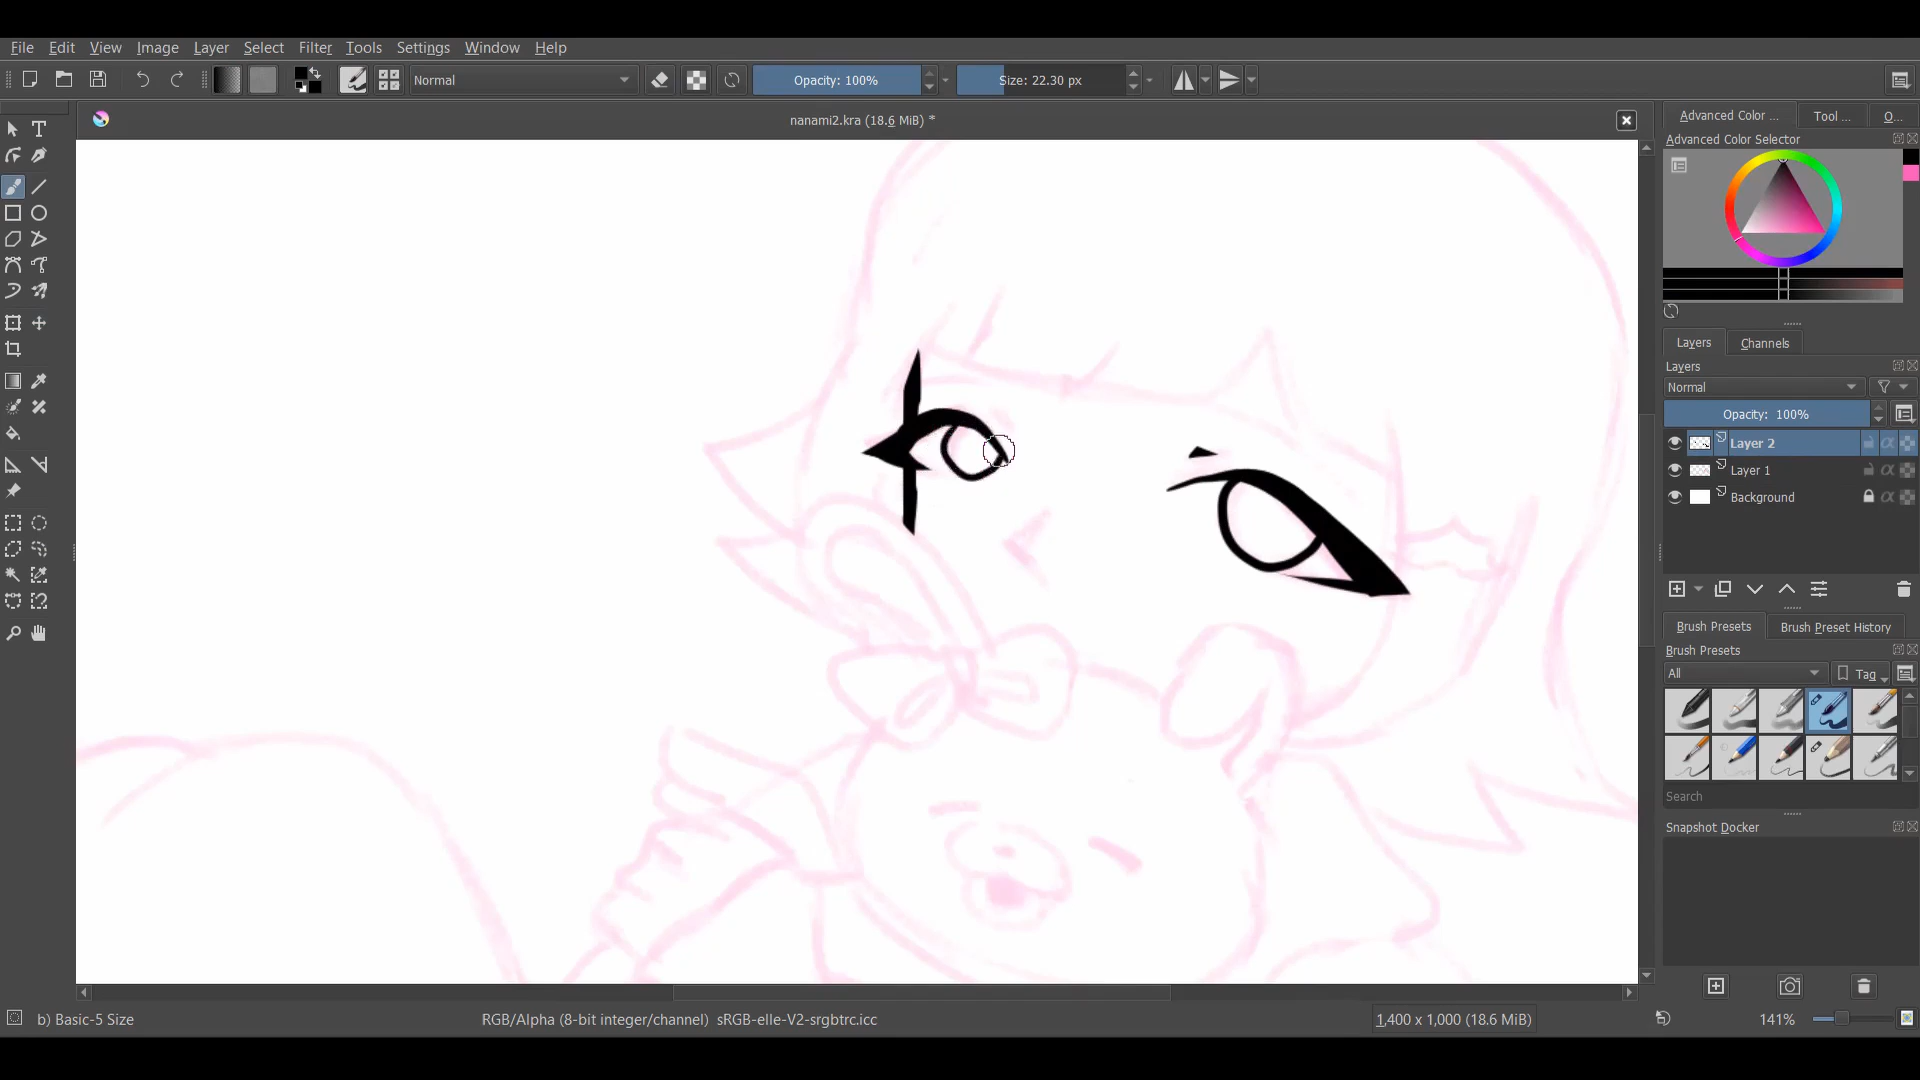 File Edit View Image Layer Select Filter Tools Settings Window Help
Normal
Opacity: 100%
Size: 22.30 px
nanami2.kra (18.6 MiB) *
Advanced Color ...
Tool ...
O...
Advanced Color Selector
Layers
Channels
Layers
Normal
Opacity: 100%
Layer 2
Layer 1
Background
Brush Presets
Brush Preset History
Brush Presets
All
Tag
Search
Snapshot Docker
b) Basic-5 Size
RGB/Alpha (8-bit integer/channel) sRGB-elle-V2-srgbtrc.icc
1,400 x 1,000 (18.6 MiB)
141%